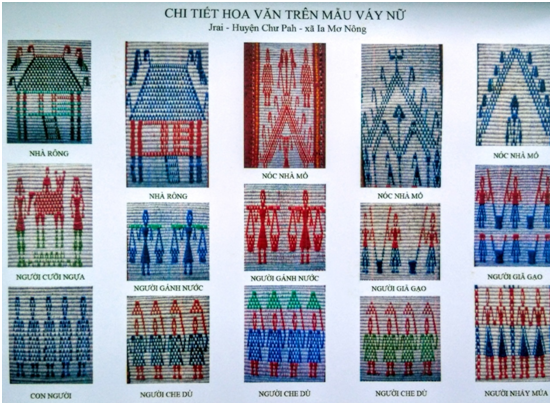 CHI TIẾT HOA VĂN TRÊN MẪU VÁY NỮ
Jrai - Huyện Chư Pah - xã Ia Mơ Nông
NHÀ RÔNG
NHÀ RÔNG
NÓC NHÀ MỒ
NÓC NHÀ MỒ
NÓC NHÀ MỒ
NGƯỜI CƯỠI NGỰA
NGƯỜI GÁNH NƯỚC
NGƯỜI GÁNH NƯỚC
NGƯỜI GIÃ GẠO
NGƯỜI GIÃ GẠO
CON NGƯỜI
NGƯỜI CHE DÙ
NGƯỜI CHE DÙ
NGƯỜI CHE DÙ
NGƯỜI NHẢY MÚA